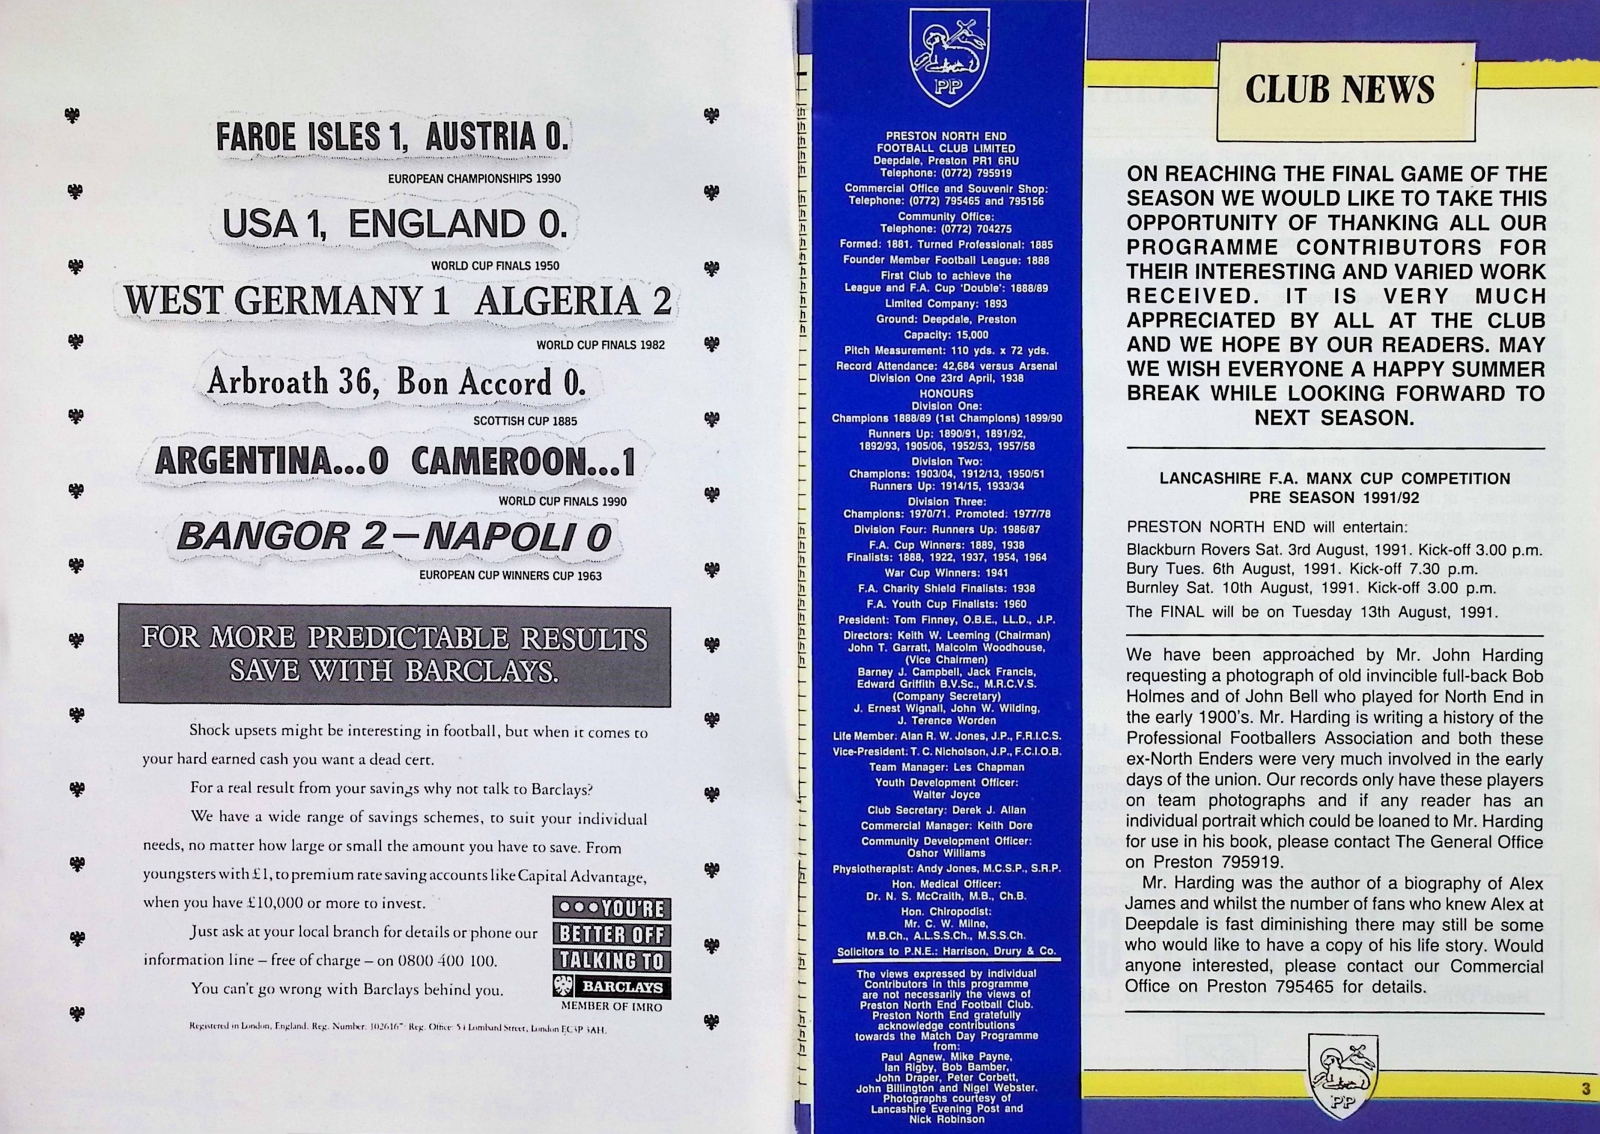 FAROE ISLES 1, AUSTRIA 0.
EUROPEAN CHAMPIONSHIPS 1990
USA 1, ENGLAND 0.
WORLD CUP FINALS 1950
WEST GERMANY 1 ALGERIA 2
WORLD CUP FINALS 1982
Arbroath 36, Bon Accord 0.
SCOTTISH CUP 1885
ARGENTINA...0 CAMEROON...1
WORLD CUP FINALS 1990
BANGOR 2–NAPOLI 0
EUROPEAN CUP WINNERS CUP 1963
FOR MORE PREDICTABLE RESULTS
SAVE WITH BARCLAYS.
Shock upsets might be interesting in football, but when it comes to
your hard earned cash you want a dead cert.
For a real result from your savings why not talk to Barclays?
We have a wide range of savings schemes, to suit your individual
needs, no matter how large or small the amount you have to save. From
youngsters with £1, to premium rate saving accounts like Capital Advantage,
when you have £10,000 or more to invest.
Just ask at your local branch for details or phone our
information line – free of charge – on 0800 400 100.
You can't go wrong with Barclays behind you.
●●●YOU'RE
BETTER OFF
TALKING TO
BARCLAYS
MEMBER OF IMRO
Registered in London, England. Reg. Number. Reg. Office: Lombard Street, London
PP
PRESTON NORTH END
FOOTBALL CLUB LIMITED
Deepdale, Preston PR1 6RU
Telephone: (0772) 795919
Commercial Office and Souvenir Shop:
Telephone: (0772) 795465 and 795156
Community Office:
Telephone: (0772) 704275
Formed: 1881. Turned Professional: 1885
Founder Member Football League: 1888
First Club to achieve the
League and F.A. Cup 'Double': 1888/89
Limited Company: 1893
Ground: Deepdale, Preston
Capacity: 15,000
Pitch Measurement: 110 yds. x 72 yds.
Record Attendance: 42,684 versus Arsenal
Division One 23rd April, 1938
HONOURS
Division One:
Champions 1888/89 (1st Champions) 1899/90
Runners Up: 1890/91, 1891/92,
1892/93, 1905/06, 1952/53, 1957/58
Division Two:
Champions: 1903/04, 1912/13, 1950/51
Runners Up: 1914/15, 1933/34
Division Three:
Champions: 1970/71. Promoted: 1977/78
Division Four: Runners Up: 1986/87
F.A. Cup Winners: 1889, 1938
Finalists: 1888, 1922, 1937, 1954, 1964
War Cup Winners: 1941
F.A. Charity Shield Finalists: 1938
F.A. Youth Cup Finalists: 1960
President: Tom Finney, O.B.E., LL.D., J.P.
Directors: Keith W. Leeming (Chairman)
John T. Garratt, Malcolm Woodhouse,
(Vice Chairmen)
Barney J. Campbell, Jack Francis,
Edward Griffith B.V.Sc., M.R.C.V.S.
(Company Secretary)
J. Ernest Wignall, John W. Wilding,
J. Terence Worden
Life Member: Alan R. W. Jones, J.P., F.R.I.C.S.
Vice-President: T. C. Nicholson, J.P., F.C.I.O.B.
Team Manager: Les Chapman
Youth Development Officer:
Walter Joyce
Club Secretary: Derek J. Allan
Commercial Manager: Keith Dore
Community Development Officer:
Oshor Williams
Physiotherapist: Andy Jones, M.C.S.P., S.R.P.
Hon. Medical Officer:
Dr. N. S. McCraith, M.B., Ch.B.
Hon. Chiropodist:
Mr. C. W. Milne,
M.B.Ch., A.L.S.S.Ch., M.S.S.Ch.
Solicitors to P.N.E.: Harrison, Drury & Co.
The views expressed by individual
Contributors in this programme
are not necessarily the views of
Preston North End Football Club.
Preston North End gratefully
acknowledge contributions
towards the Match Day Programme
from:
Paul Agnew, Mike Payne,
Ian Rigby, Bob Bamber,
John Draper, Peter Corbett,
John Billington and Nigel Webster.
Photographs courtesy of
Lancashire Evening Post and
Nick Robinson
CLUB NEWS
ON REACHING THE FINAL GAME OF THE
SEASON WE WOULD LIKE TO TAKE THIS
OPPORTUNITY OF THANKING ALL OUR
PROGRAMME CONTRIBUTORS FOR
THEIR INTERESTING AND VARIED WORK
RECEIVED. IT IS VERY MUCH
APPRECIATED BY ALL AT THE CLUB
AND WE HOPE BY OUR READERS. MAY
WE WISH EVERYONE A HAPPY SUMMER
BREAK WHILE LOOKING FORWARD TO
NEXT SEASON.
LANCASHIRE F.A. MANX CUP COMPETITION
PRE SEASON 1991/92
PRESTON NORTH END will entertain:
Blackburn Rovers Sat. 3rd August, 1991. Kick-off 3.00 p.m.
Bury Tues. 6th August, 1991. Kick-off 7.30 p.m.
Burnley Sat. 10th August, 1991. Kick-off 3.00 p.m.
The FINAL will be on Tuesday 13th August, 1991.
We have been approached by Mr. John Harding
requesting a photograph of old invincible full-back Bob
Holmes and of John Bell who played for North End in
the early 1900's. Mr. Harding is writing a history of the
Professional Footballers Association and both these
ex-North Enders were very much involved in the early
days of the union. Our records only have these players
on team photographs and if any reader has an
individual portrait which could be loaned to Mr. Harding
for use in his book, please contact The General Office
on Preston 795919.
Mr. Harding was the author of a biography of Alex
James and whilst the number of fans who knew Alex at
Deepdale is fast diminishing there may still be some
who would like to have a copy of his life story. Would
anyone interested, please contact our Commercial
Office on Preston 795465 for details.
PP
3